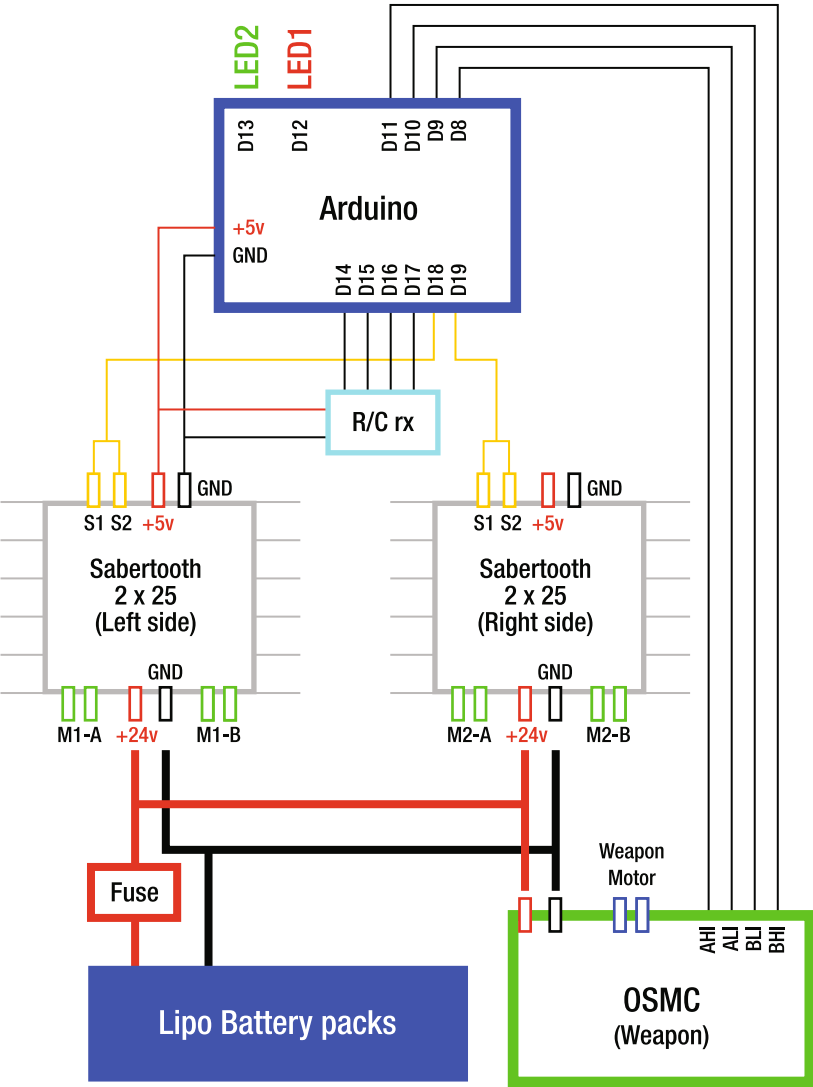 LED2
LED1
D13
D12
D11
D10
D9
D8
Arduino
+5v
GND
D14
D15
D16
D17
D18
D19
R/C rx
GND
S1 S2 +5v
GND
S1 S2 +5v
Sabertooth
2 x 25
(Left side)
Sabertooth
2 x 25
(Right side)
GND
GND
M1-A +24v M1-B
M2-A +24v M2-B
Fuse
Weapon
Motor
AHI
ALI
BLI
BHI
OSMC
(Weapon)
Lipo Battery packs